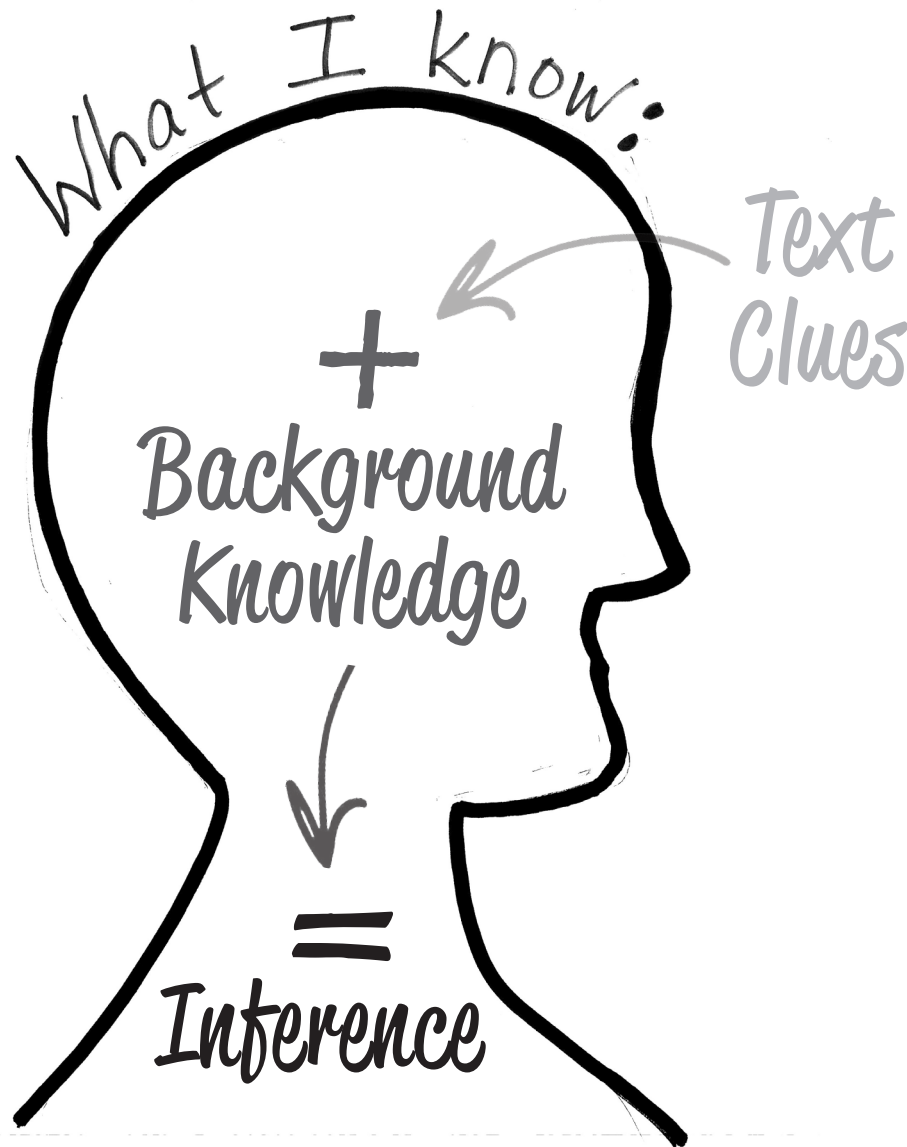 What I know:
Text
Clues
+
Background
Knowledge
=
Inference